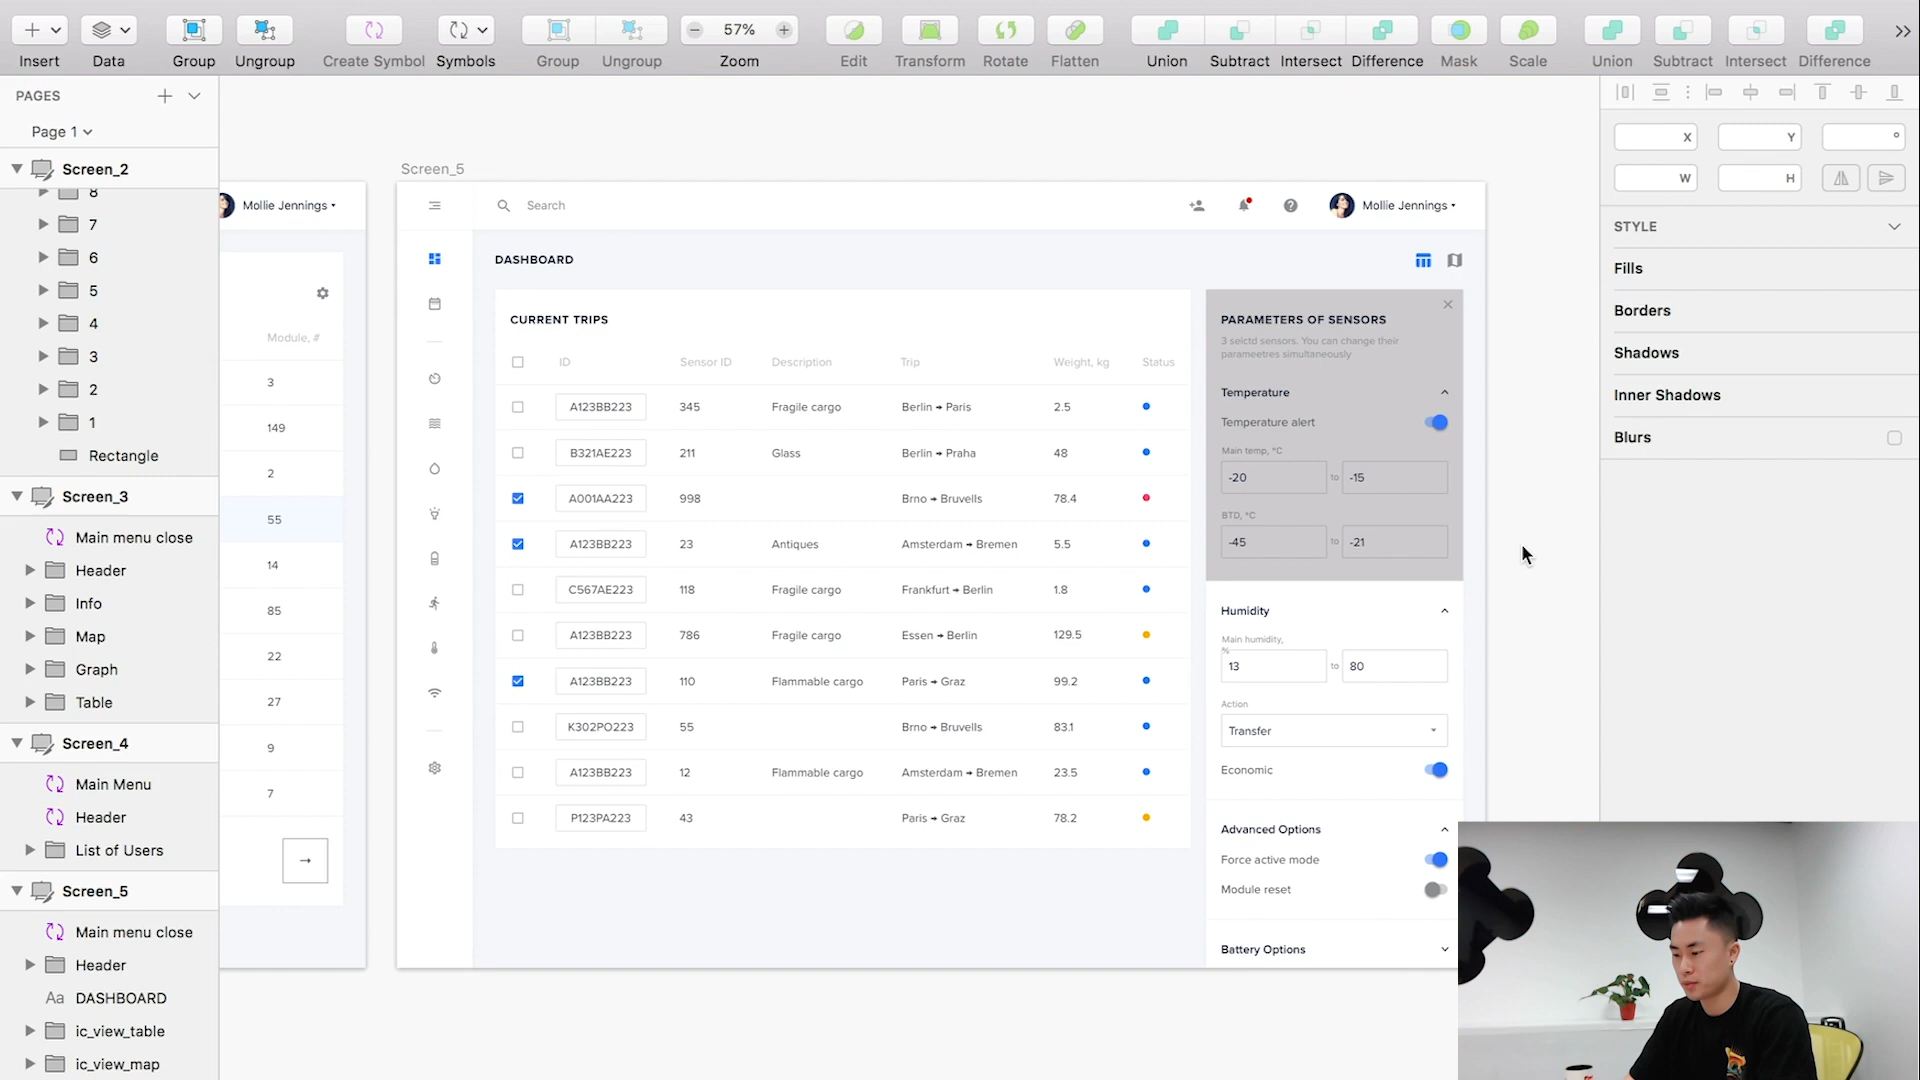 57%
Insert Data Group Ungroup Create Symbol Symbols Group Ungroup Zoom Edit Transform Rotate Flatten Union Subtract Intersect Difference Mask Scale Union Subtract Intersect Difference
PAGES
Page 1
Screen_2
8
7
6
5
4
3
2
1
Rectangle
Screen_3
Main menu close
Header
Info
Map
Graph
Table
Screen_4
Main Menu
Header
List of Users
Screen_5
Main menu close
Header
Aa DASHBOARD
ic_view_table
ic_view_map
Mollie Jennings
Module, #
3
149
2
55
14
85
22
27
9
7
Screen_5
Search
Mollie Jennings
DASHBOARD
CURRENT TRIPS
ID Sensor ID Description Trip Weight, kg Status
A123BB223 345 Fragile cargo Berlin → Paris 2.5
B321AE223 211 Glass Berlin → Praha 48
A001AA223 998 Brno → Bruvells 78.4
A123BB223 23 Antiques Amsterdam → Bremen 5.5
C567AE223 118 Fragile cargo Frankfurt → Berlin 1.8
A123BB223 786 Fragile cargo Essen → Berlin 129.5
A123BB223 110 Flammable cargo Paris → Graz 99.2
K302PO223 55 Brno → Bruvells 83.1
A123BB223 12 Flammable cargo Amsterdam → Bremen 23.5
P123PA223 43 Paris → Graz 78.2
PARAMETERS OF SENSORS
3 selctd sensors. You can change their
parameetres simultaneously
Temperature
Temperature alert
Main temp, °C
-20 to -15
BTD, °C
-45 to -21
Humidity
Main humidity,
%
13 to 80
Action
Transfer
Economic
Advanced Options
Force active mode
Module reset
Battery Options
X Y °
W H
STYLE
Fills
Borders
Shadows
Inner Shadows
Blurs